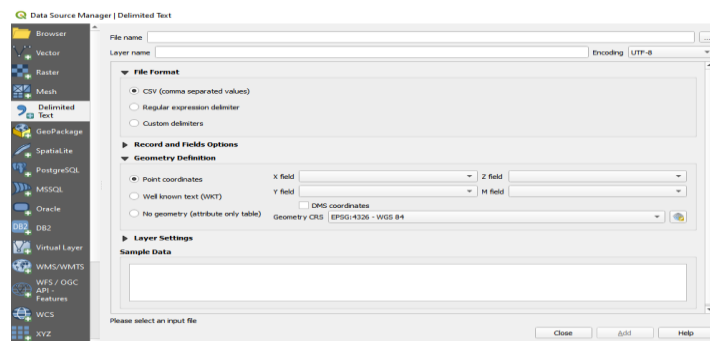 Data Source Manager | Delimited Text
Browser
Vector
Raster
Mesh
Delimited
Text
GeoPackage
SpatiaLite
PostgreSQL
MSSQL
Oracle
DB2
DB2
Virtual Layer
WMS/WMTS
WFS / OGC
API -
Features
WCS
XYZ
File name
...
Layer name
Encoding UTF-8
File Format
CSV (comma separated values)
Regular expression delimiter
Custom delimiters
Record and Fields Options
Geometry Definition
Point coordinates
Well known text (WKT)
No geometry (attribute only table)
X field
Z field
Y field
M field
DMS coordinates
Geometry CRS EPSG:4326 - WGS 84
Layer Settings
Sample Data
Please select an input file
Close
Add
Help